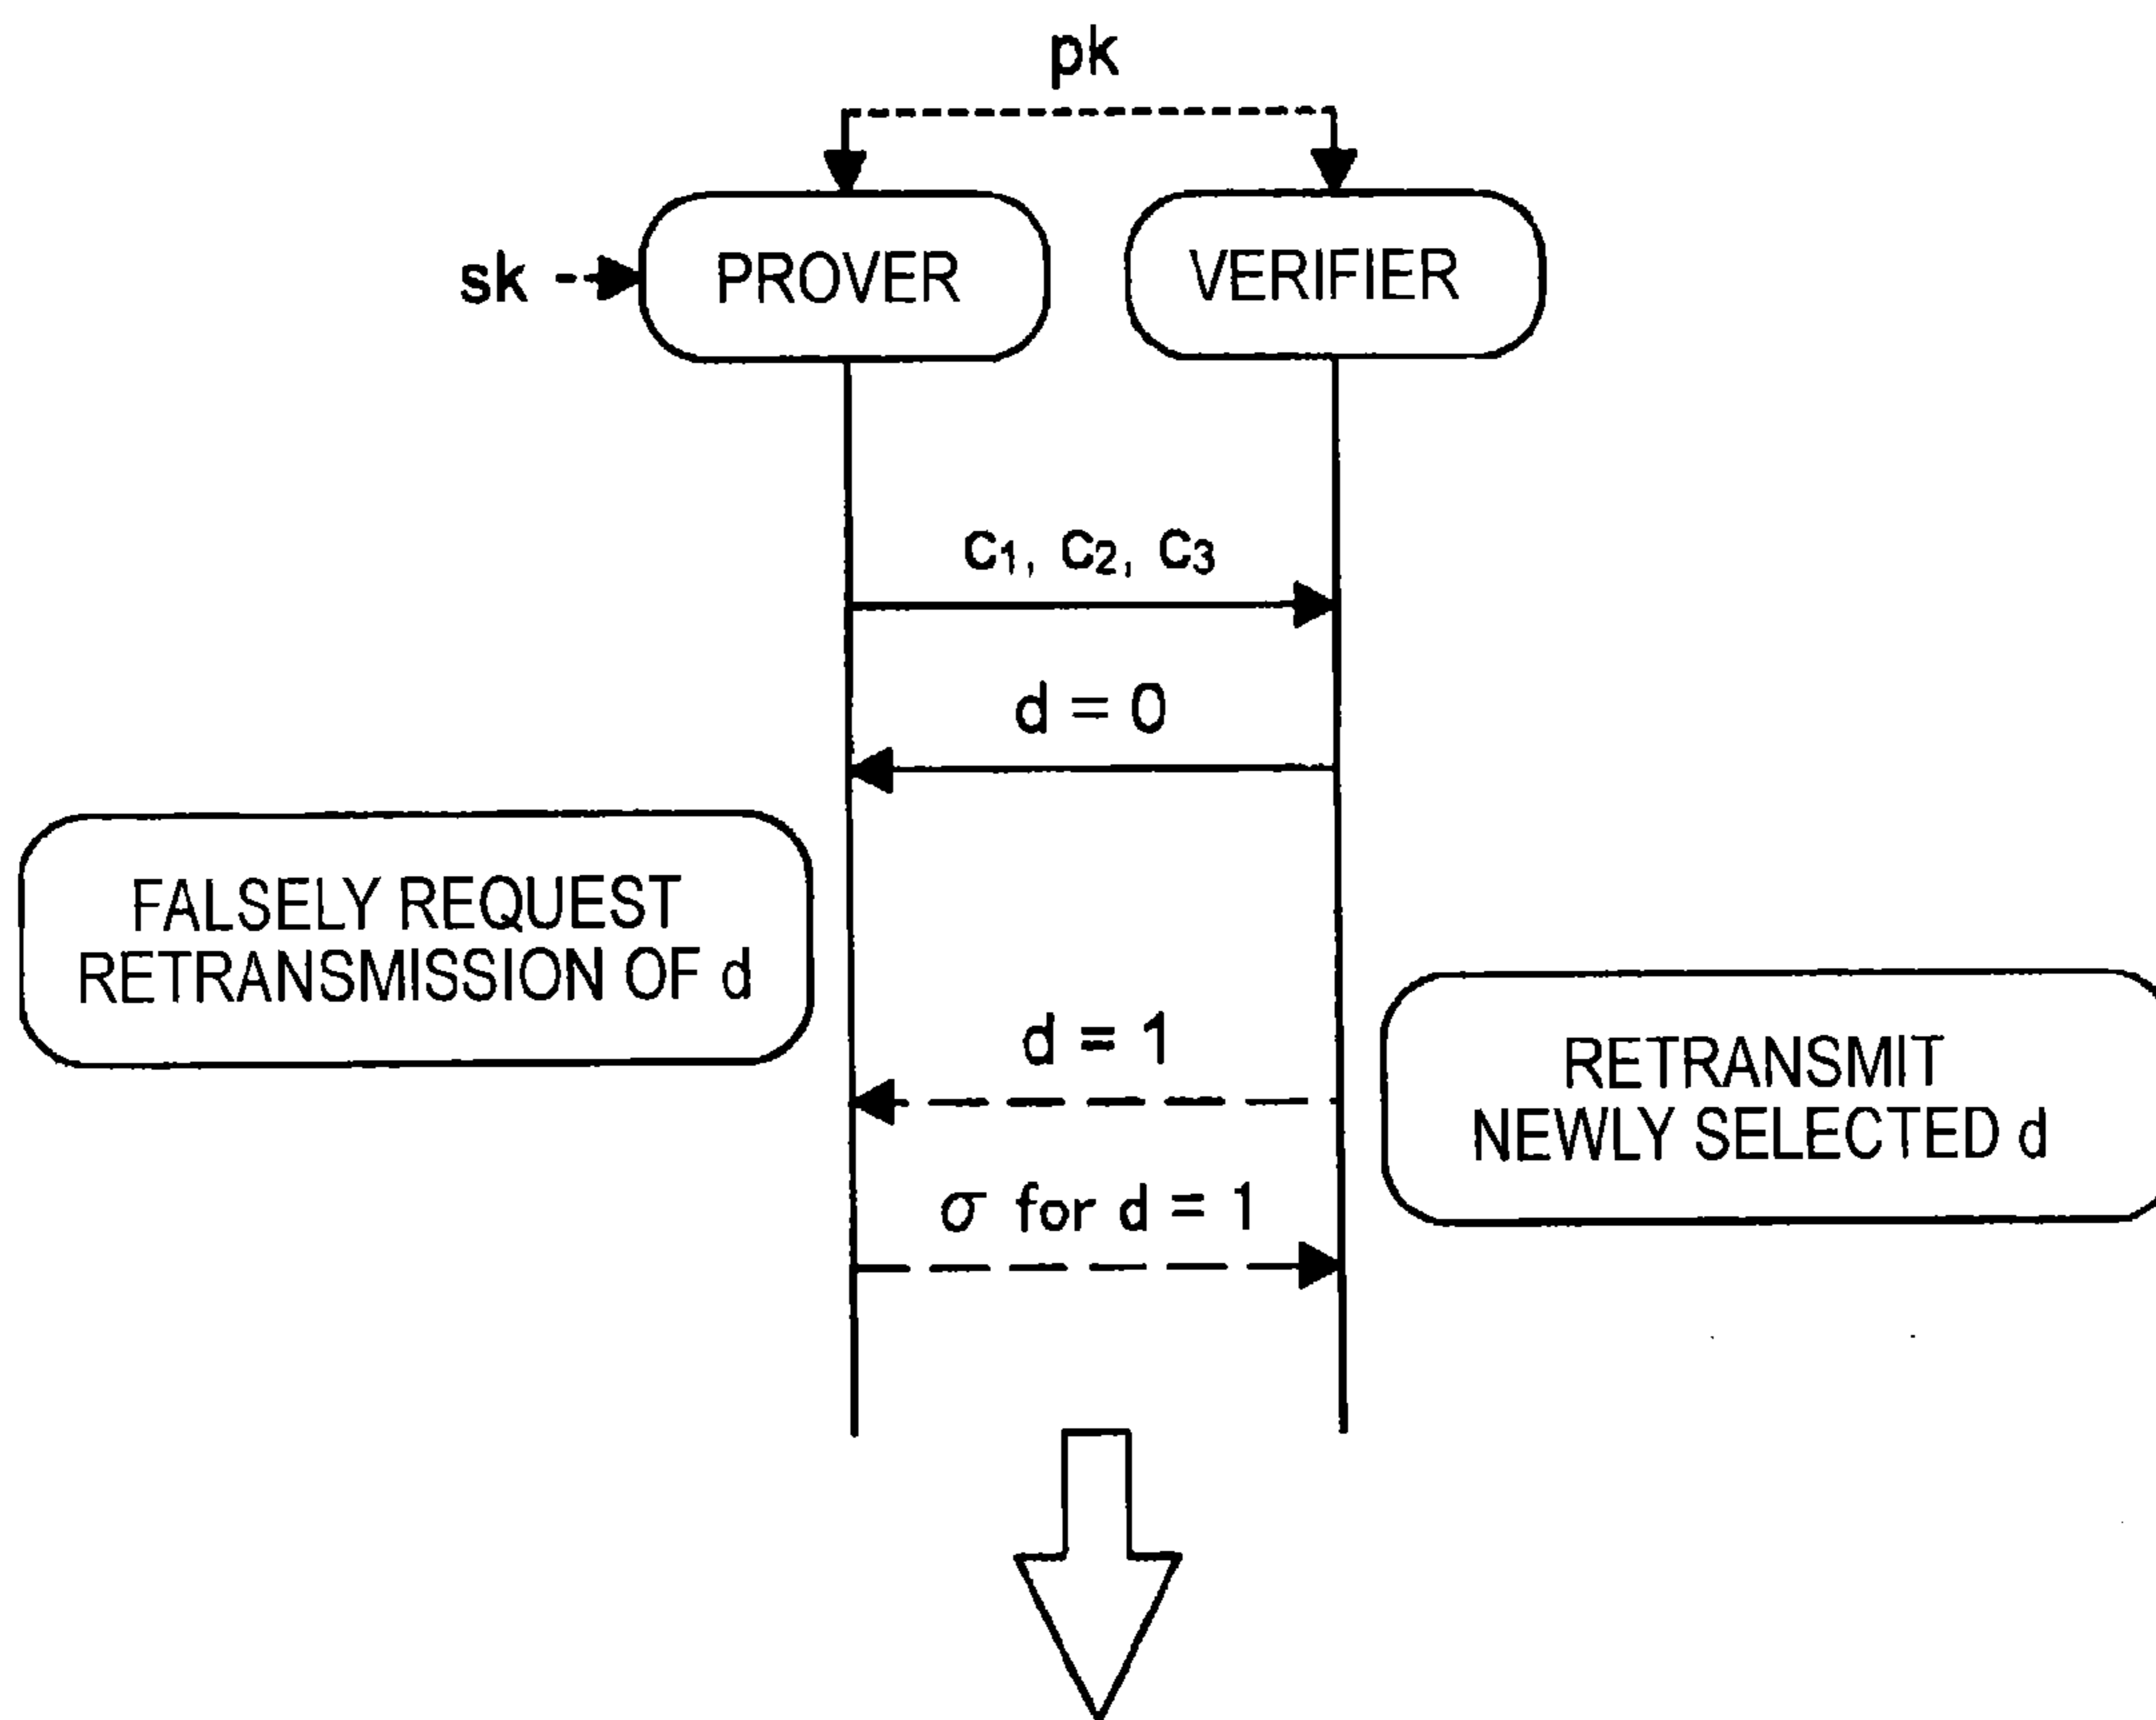 pk
sk
PROVER
VERIFIER
c1, c2, c3
d = 0
FALSELY REQUEST
RETRANSMISSION OF d
d = 1
RETRANSMIT
NEWLY SELECTED d
σ for d = 1